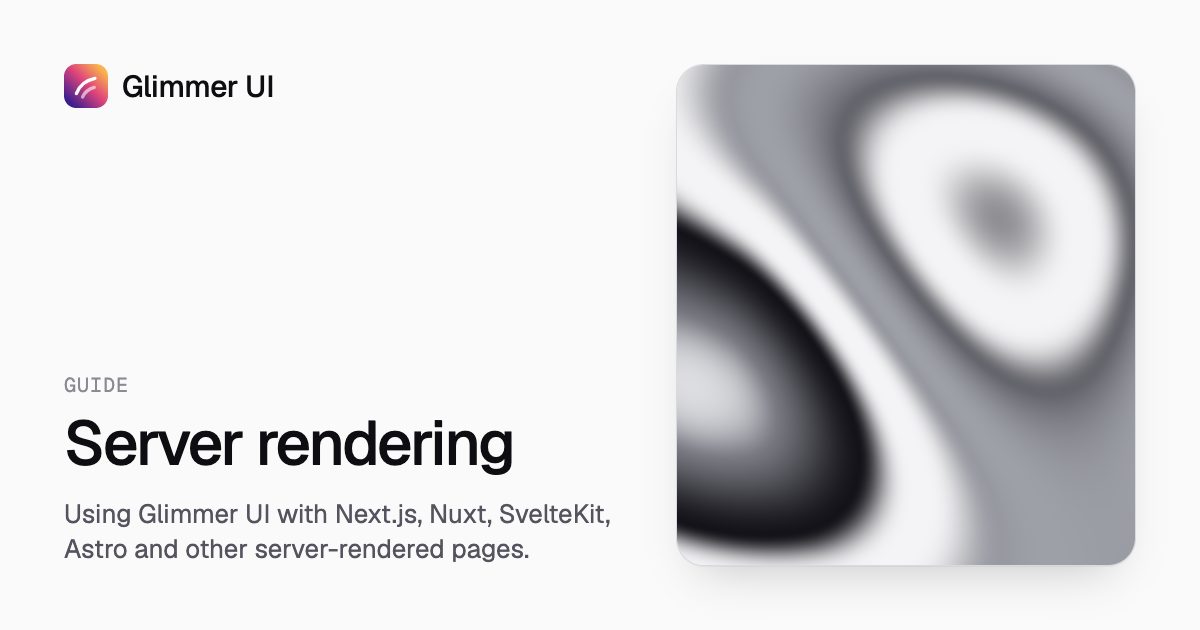 Glimmer UI
GUIDE
Server rendering
Using Glimmer UI with Next.js, Nuxt, SvelteKit,
Astro and other server-rendered pages.